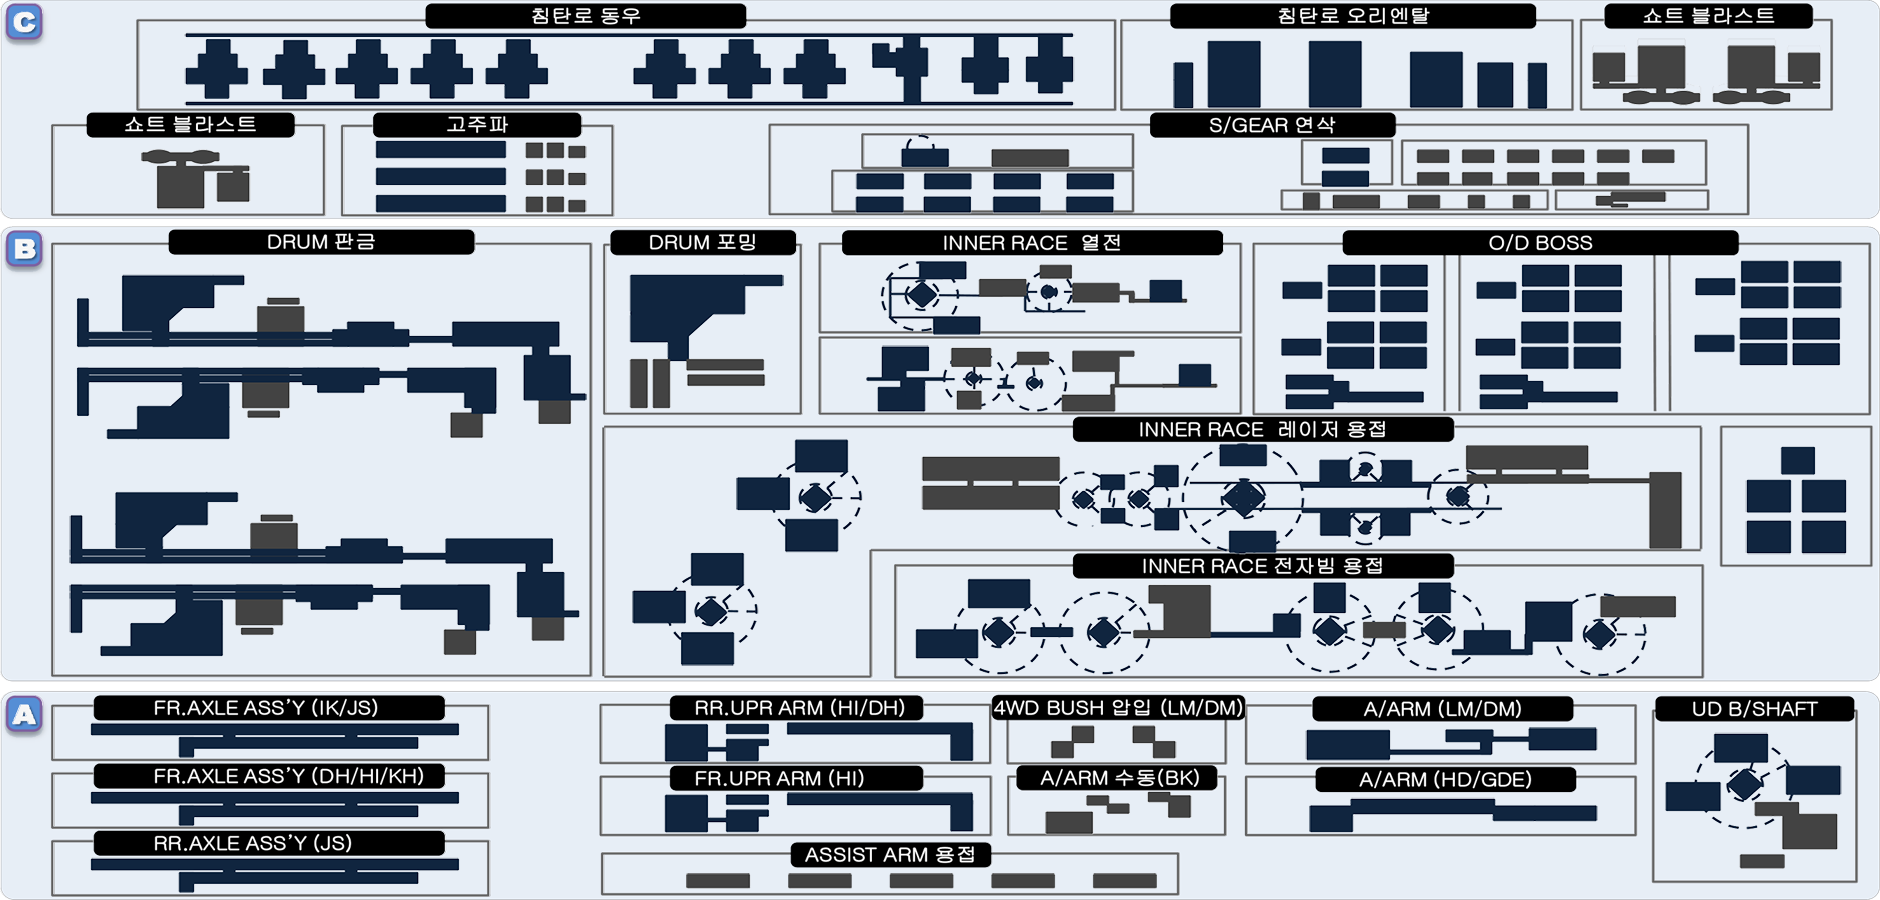 C
침탄로 동우
침탄로 오리엔탈
쇼트 블라스트
쇼트 블라스트
고주파
S/GEAR 연삭
B
DRUM 판금
DRUM 포밍
INNER RACE 열전
O/D BOSS
INNER RACE 레이저 용접
INNER RACE 전자빔 용접
A
FR.AXLE ASS'Y (IK/JS)
RR.UPR ARM (HI/DH)
4WD BUSH 압입 (LM/DM)
A/ARM (LM/DM)
UD B/SHAFT
FR.AXLE ASS'Y (DH/HI/KH)
FR.UPR ARM (HI)
A/ARM 수동(BK)
A/ARM (HD/GDE)
RR.AXLE ASS'Y (JS)
ASSIST ARM 용접